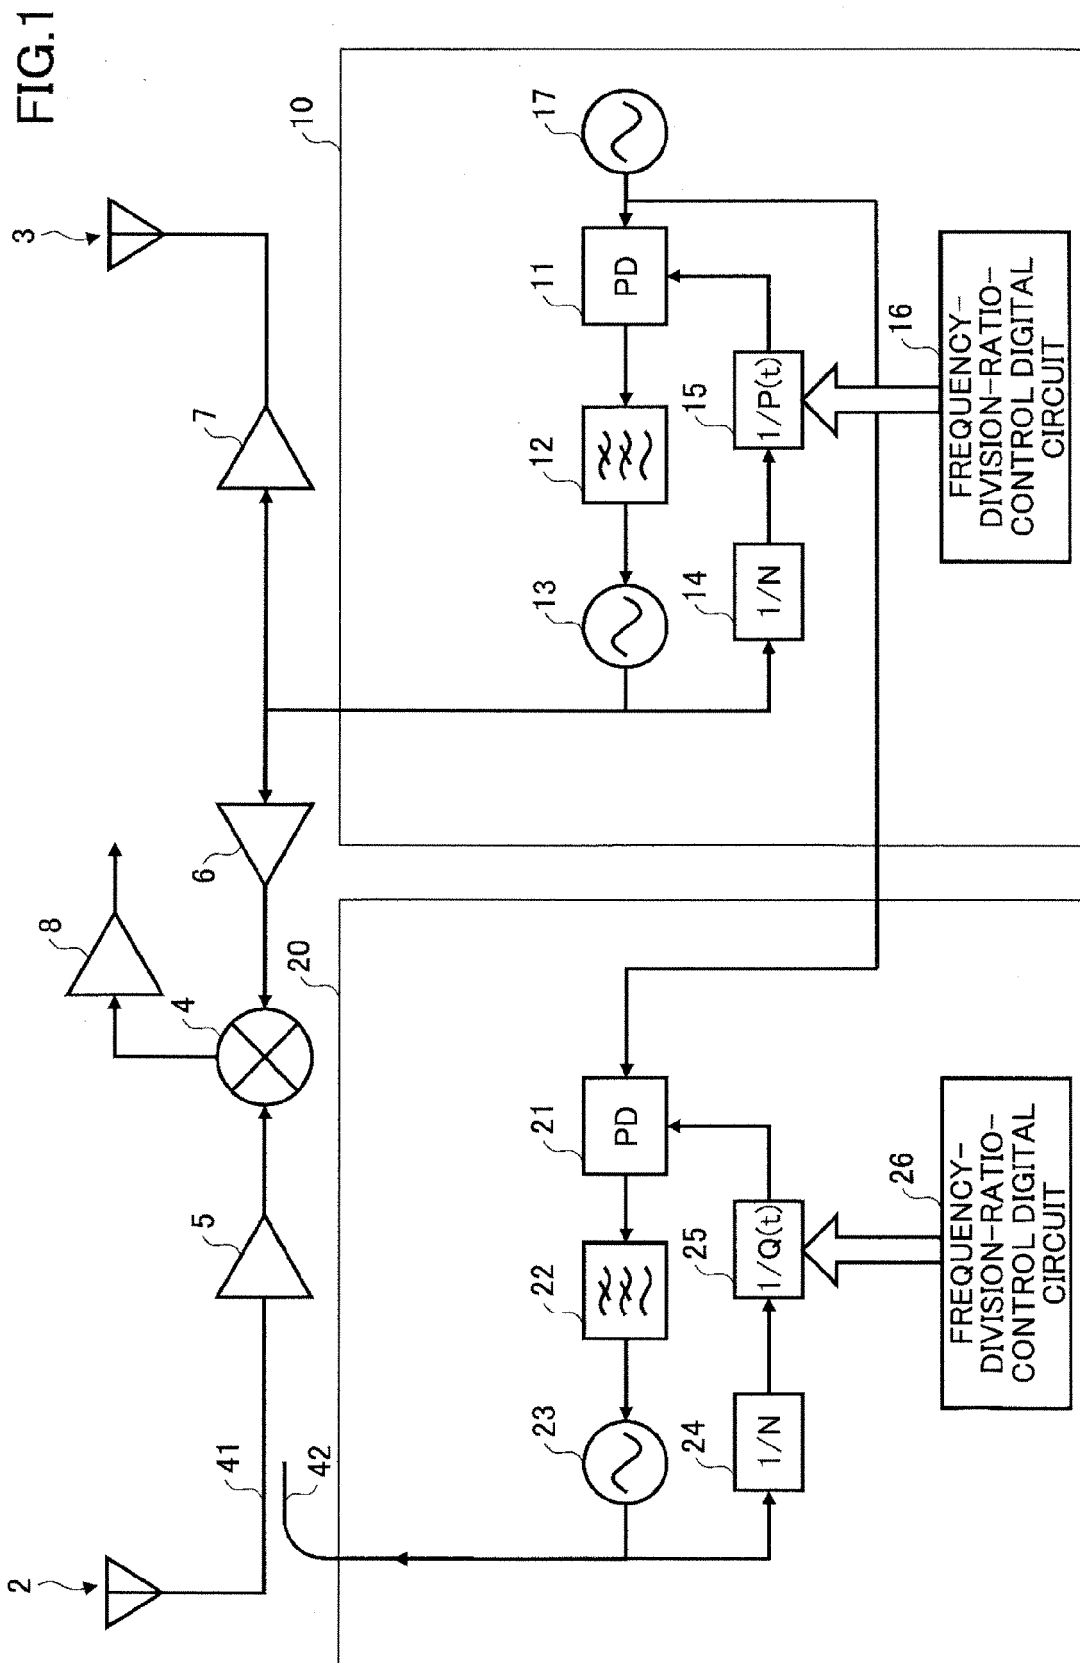 FIG.1
2
41
42
5
20
4
8
6
7
3
10
23
22
21
PD
24
1/N
25
1/Q(t)
26
FREQUENCY-
DIVISION-RATIO-
CONTROL DIGITAL
CIRCUIT
13
12
11
PD
17
14
1/N
15
1/P(t)
16
FREQUENCY-
DIVISION-RATIO-
CONTROL DIGITAL
CIRCUIT